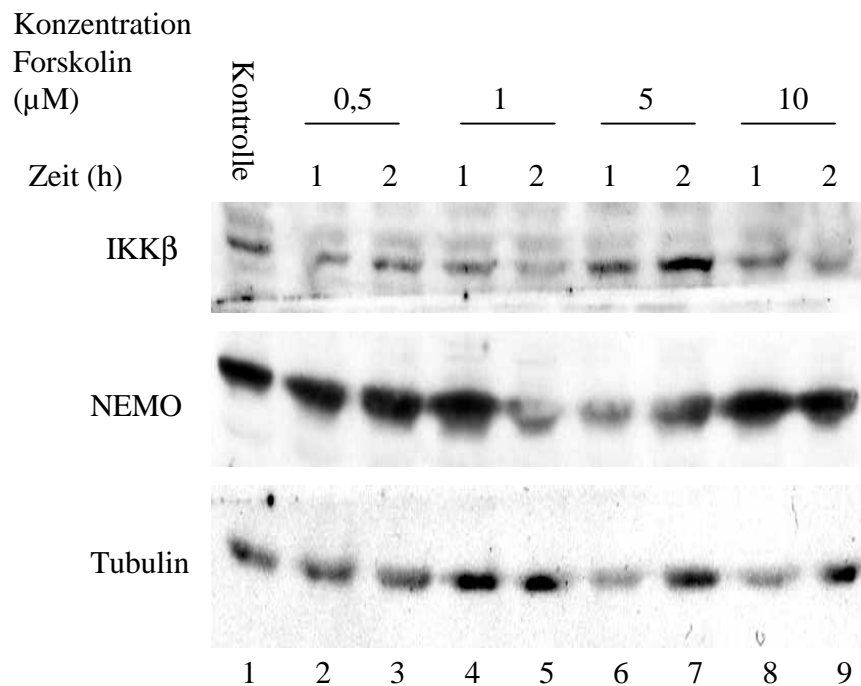 Konzentration
Forskolin
(µM)
Kontrolle
0,5 1 5 10
Zeit (h) 1 2 1 2 1 2 1 2
IKKβ
NEMO
Tubulin
1 2 3 4 5 6 7 8 9